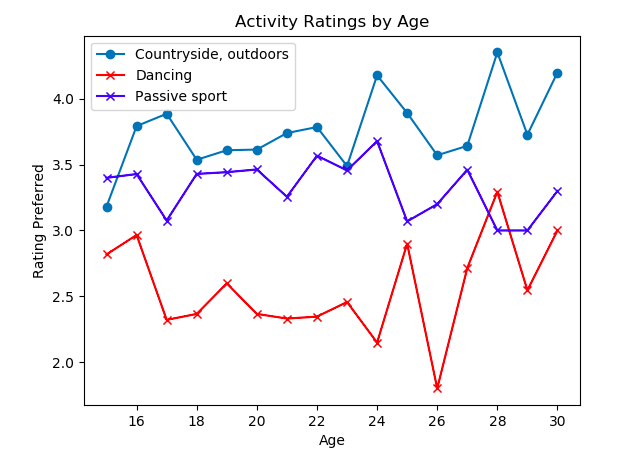 Activity Ratings by Age
Countryside, outdoors
Dancing
Passive sport
Rating Preferred
4.0
3.5
3.0
2.5
2.0
16 18 20 22 24 26 28 30
Age